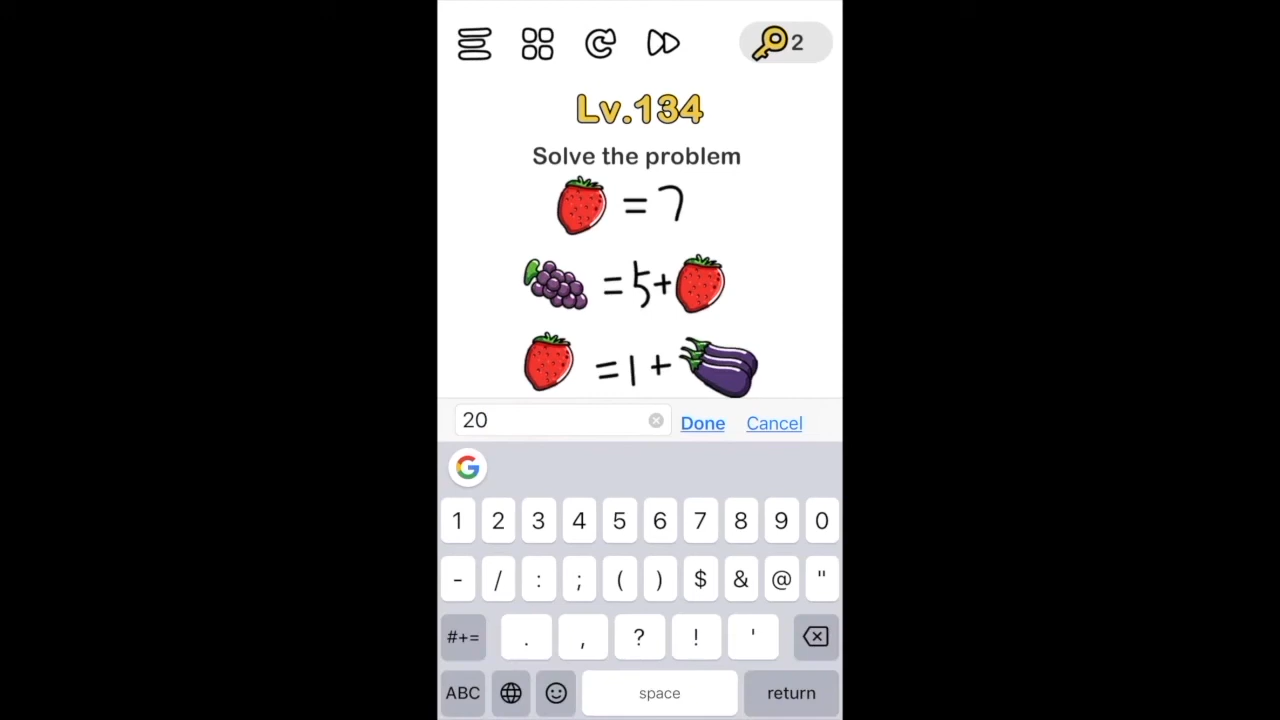 2
Lv.134
Solve the problem
= 7
= 5 +
= 1 +
20
Done Cancel
G
1 2 3 4 5 6 7 8 9 0
- / : ; ( ) $ & @ "
#+= . , ? ! '
ABC space return